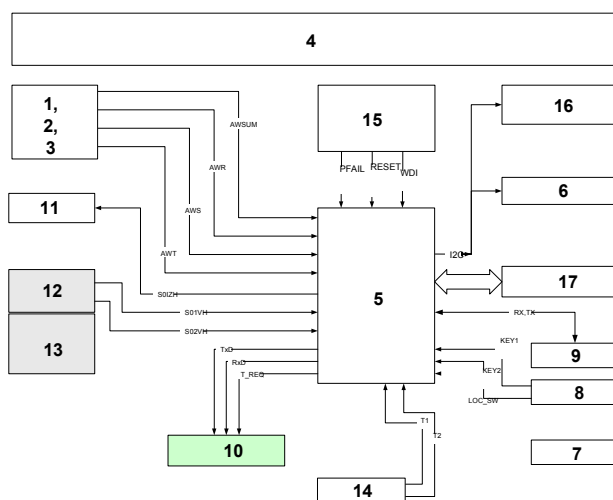 4
1,
2,
3
15
16
AWSUM
AWR
AWS
AWT
PFAIL
RESET
WDI
6
11
I2C
5
17
12
S0IZH
S01VH
S02VH
RX,TX
13
KEY1
9
TxD
RxD
T_REQ
KEY2
8
LOC_SW
T1
T2
10
7
14